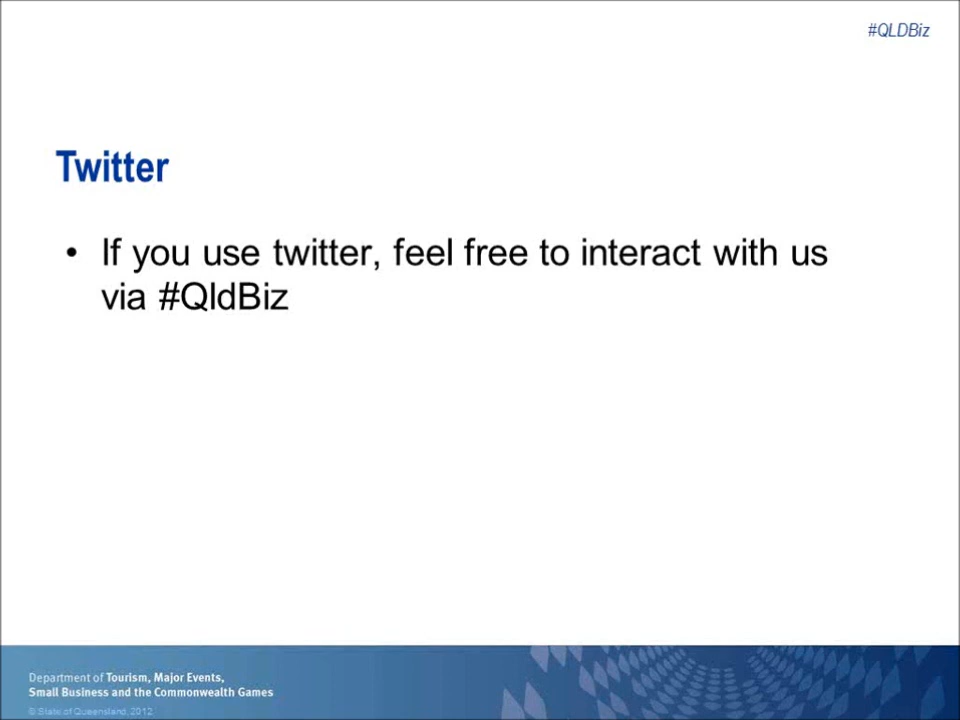 #QLDBiz
Twitter
• If you use twitter, feel free to interact with us
via #QldBiz
Department of Tourism, Major Events,
Small Business and the Commonwealth Games
© State of Queensland, 2012